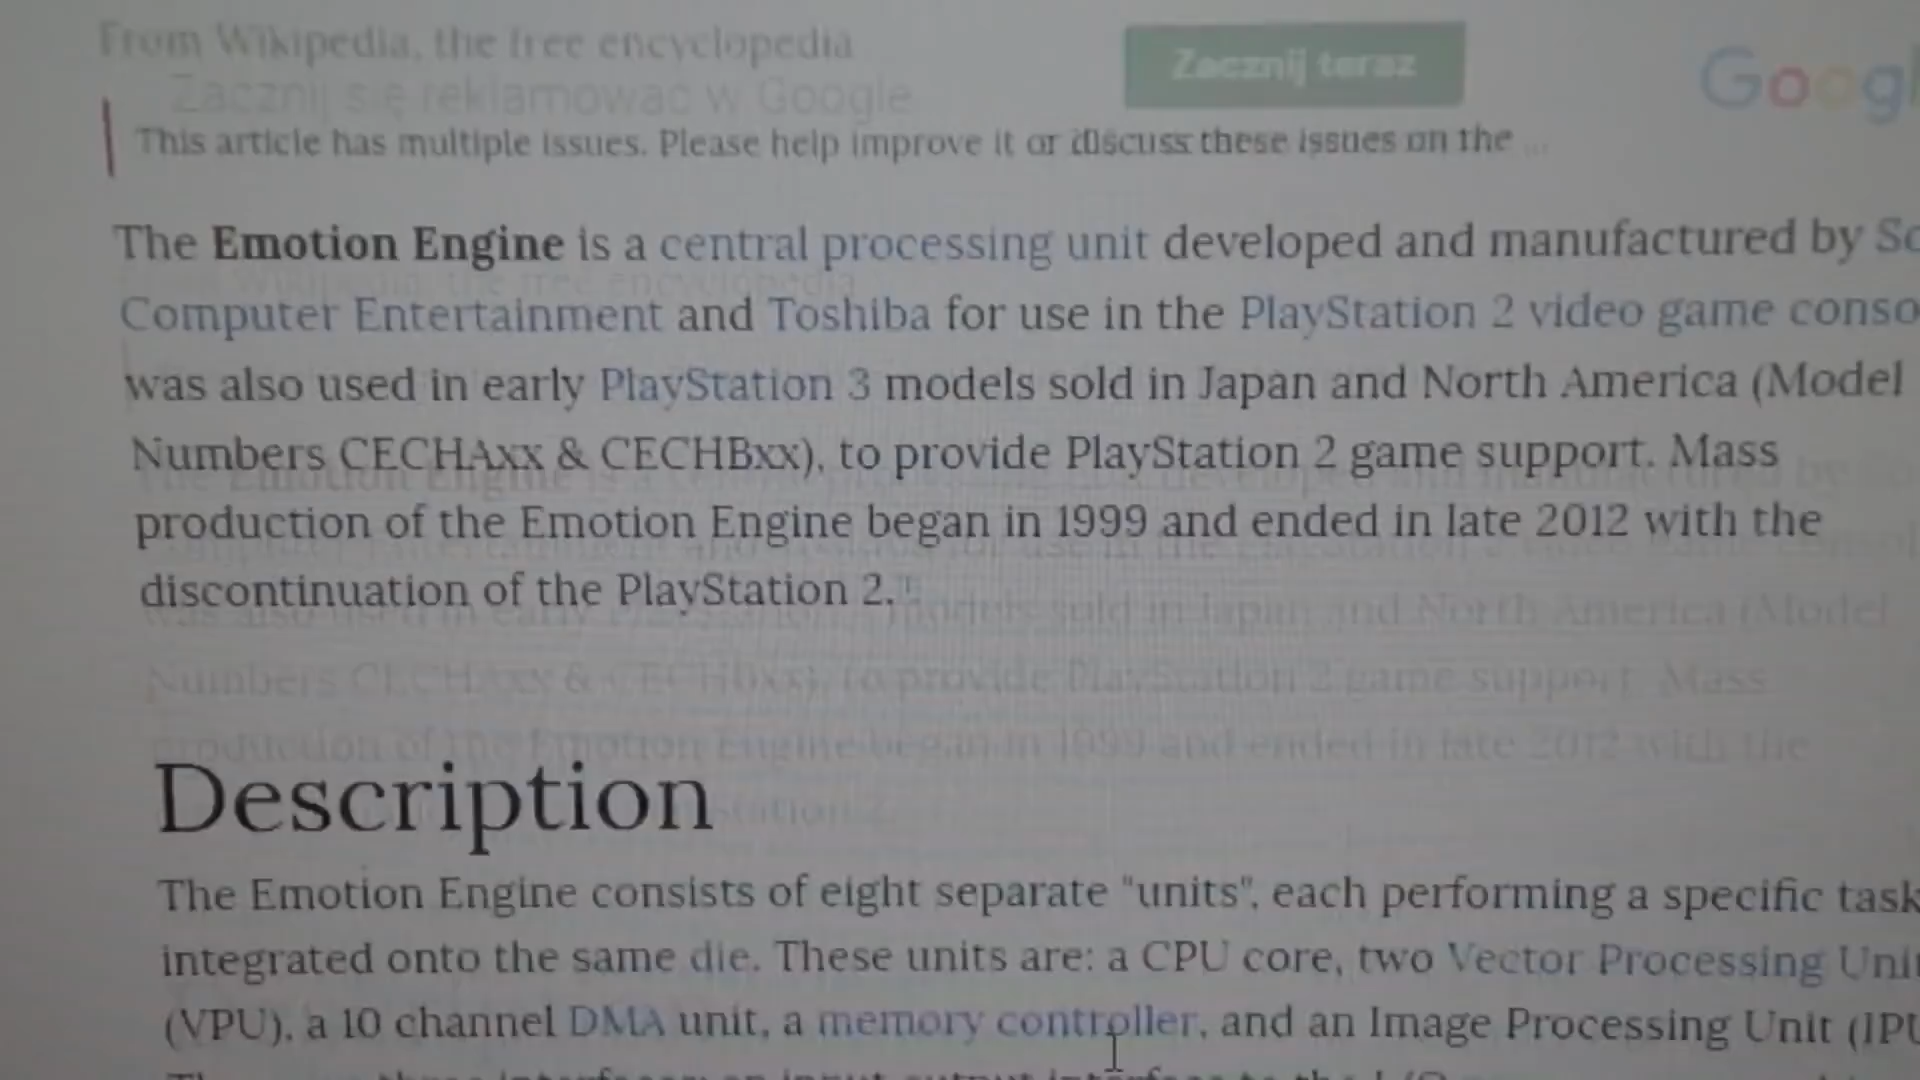 From Wikipedia, the free encyclopedia
Zacznij teraz
Google
Zacznij się reklamować w Google
This article has multiple issues. Please help improve it or discuss these issues on the ...
The Emotion Engine is a central processing unit developed and manufactured by So
Computer Entertainment and Toshiba for use in the PlayStation 2 video game conso
was also used in early PlayStation 3 models sold in Japan and North America (Model
Numbers CECHAxx & CECHBxx), to provide PlayStation 2 game support. Mass
production of the Emotion Engine began in 1999 and ended in late 2012 with the
discontinuation of the PlayStation 2.
Description
The Emotion Engine consists of eight separate "units", each performing a specific task
integrated onto the same die. These units are: a CPU core, two Vector Processing Unit
(VPU), a 10 channel DMA unit, a memory controller, and an Image Processing Unit (IPU